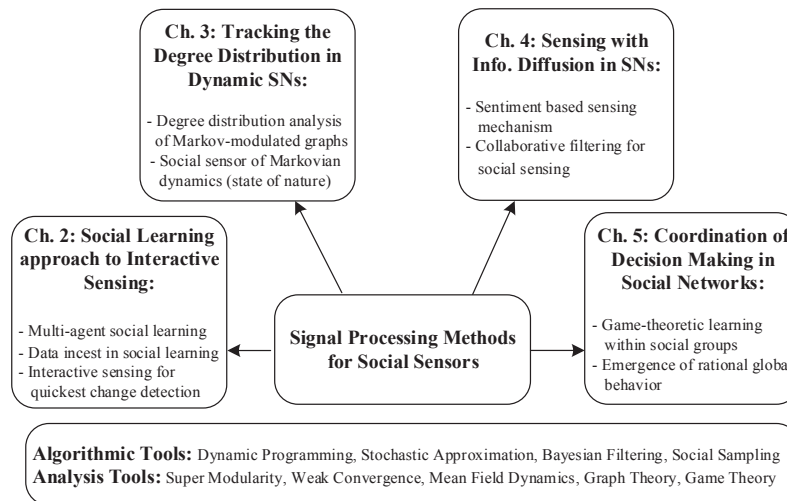 Ch. 3: Tracking the
Degree Distribution in
Dynamic SNs:
- Degree distribution analysis
of Markov-modulated graphs
- Social sensor of Markovian
dynamics (state of nature)
Ch. 4: Sensing with
Info. Diffusion in SNs:
- Sentiment based sensing
mechanism
- Collaborative filtering for
social sensing
Ch. 2: Social Learning
approach to Interactive
Sensing:
- Multi-agent social learning
- Data incest in social learning
- Interactive sensing for
quickest change detection
Signal Processing Methods
for Social Sensors
Ch. 5: Coordination of
Decision Making in
Social Networks:
- Game-theoretic learning
within social groups
- Emergence of rational global
behavior
Algorithmic Tools: Dynamic Programming, Stochastic Approximation, Bayesian Filtering, Social Sampling
Analysis Tools: Super Modularity, Weak Convergence, Mean Field Dynamics, Graph Theory, Game Theory